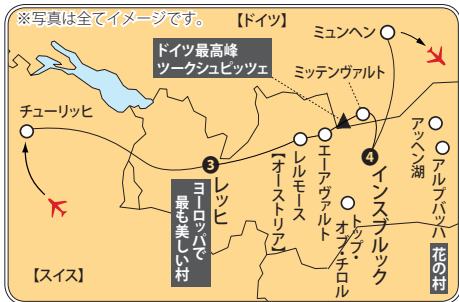 ※写真は全てイメージです。
【ドイツ】
ミュンヘン
ドイツ最高峰
ツークシュピッツェ
ミッテンヴァルト
チューリッヒ
3
レッヒ
ヨーロッパで
最も美しい村
レルモース
【オーストリア】
エーアヴァルト
4
インスブルック
トップ・
オブ・チロル
アッヘン湖
アルプバッハ
花の村
【スイス】